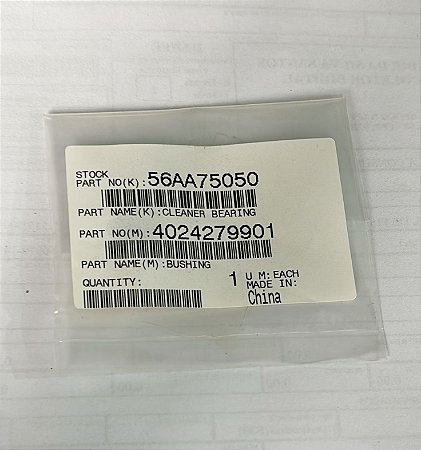 STOCK
PART NO(K): 56AA75050
PART NAME(K): CLEANER BEARING
PART NO(M): 4024279901
PART NAME(M): BUSHING
QUANTITY: 1 U M: EACH
MADE IN:
China